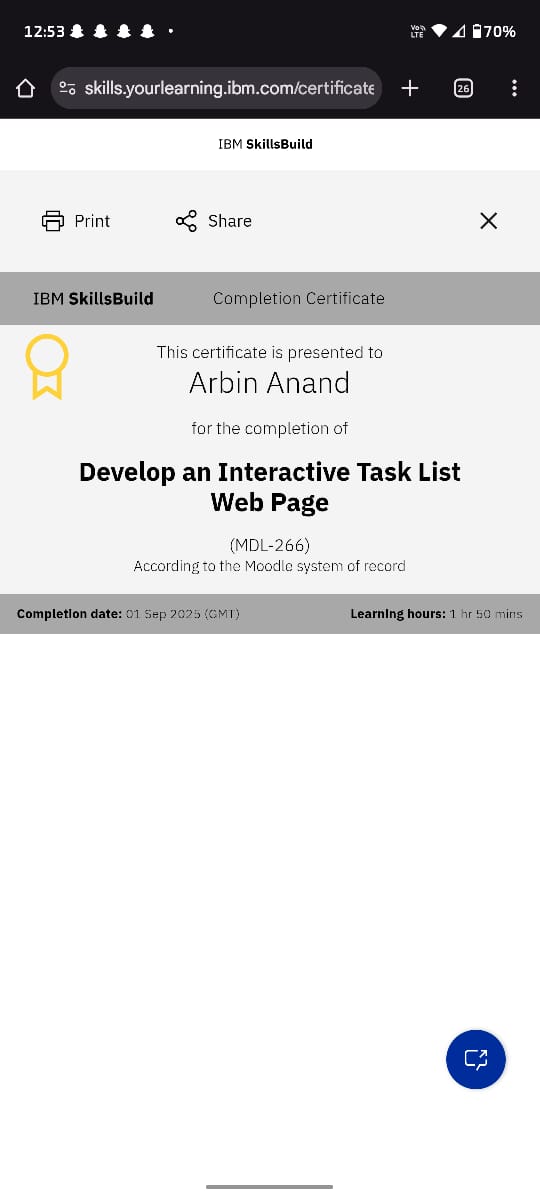 12:53
VoLTE
70%
skills.yourlearning.ibm.com/certificate
26
IBM SkillsBuild
Print
Share
IBM SkillsBuild
Completion Certificate
This certificate is presented to
Arbin Anand
for the completion of
Develop an Interactive Task List
Web Page
(MDL-266)
According to the Moodle system of record
Completion date: 01 Sep 2025 (GMT)
Learning hours: 1 hr 50 mins